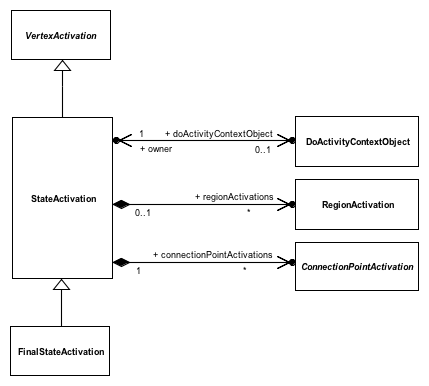 VertexActivation
1
+ doActivityContextObject
+ owner
0..1
DoActivityContextObject
StateActivation
+ regionActivations
0..1
*
RegionActivation
+ connectionPointActivations
1
*
ConnectionPointActivation
FinalStateActivation